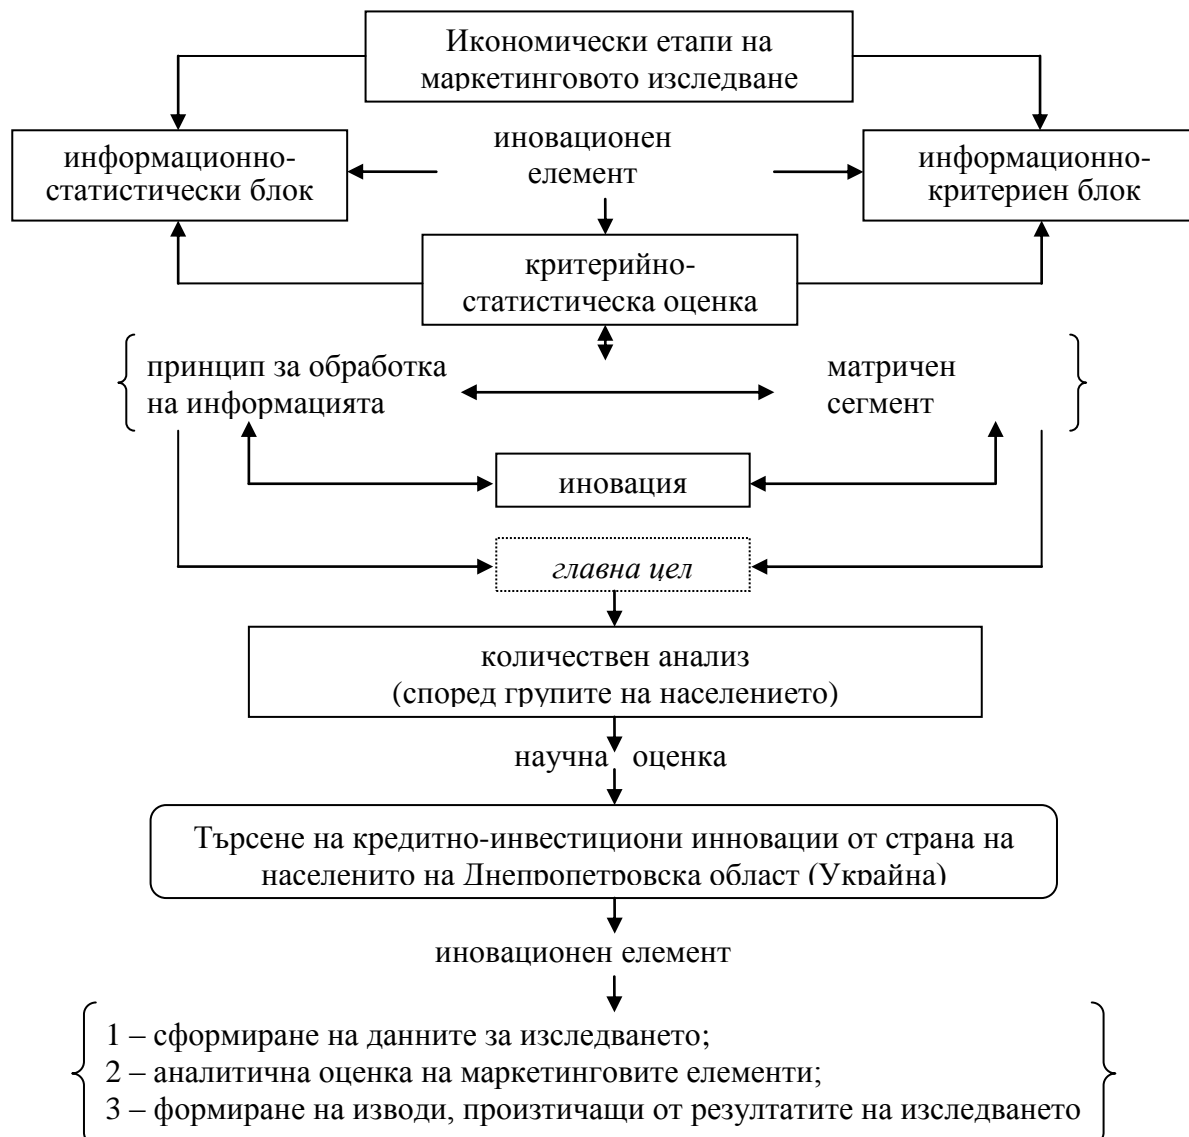 Икономически етапи на
маркетинговото изследване
иновационен
елемент
информационно-
статистически блок
информационно-
критериен блок
критерийно-
статистическа оценка
принцип за обработка
на информацията
матричен
сегмент
иновация
главна цел
количествен анализ
(според групите на населението)
научна оценка
Търсене на кредитно-инвестициони инновации от страна на
населенито на Днепропетровска област (Украйна)
иновационен елемент
1 – сформиране на данните за изследването;
2 – аналитична оценка на маркетинговите елементи;
3 – формиране на изводи, произтичащи от резултатите на изследването